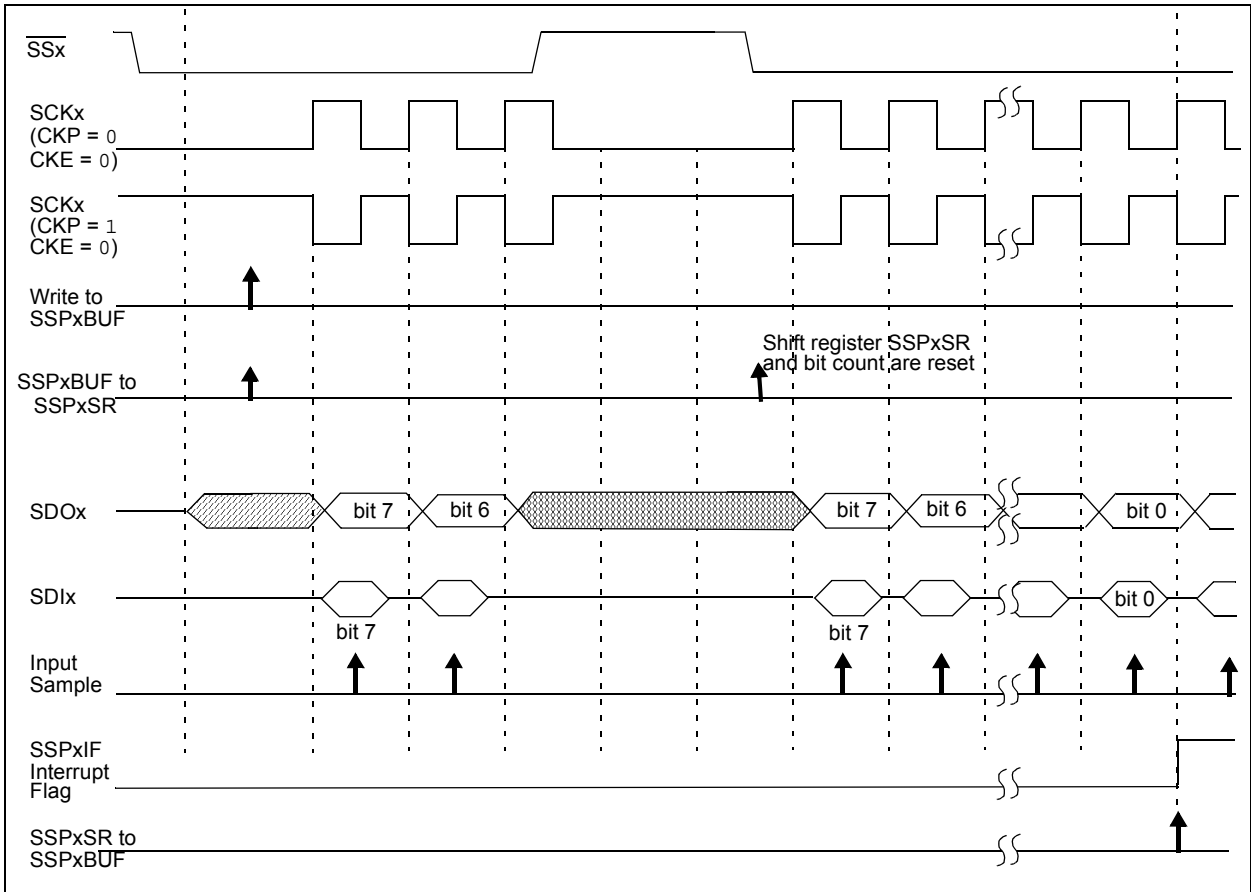 SSx
SCKx
(CKP = 0
CKE = 0)
SCKx
(CKP = 1
CKE = 0)
Write to
SSPxBUF
Shift register SSPxSR
and bit count are reset
SSPxBUF to
SSPxSR
SDOx
bit 7
bit 6
bit 7
bit 6
bit 0
SDIx
bit 0
bit 7
bit 7
Input
Sample
SSPxIF
Interrupt
Flag
SSPxSR to
SSPxBUF